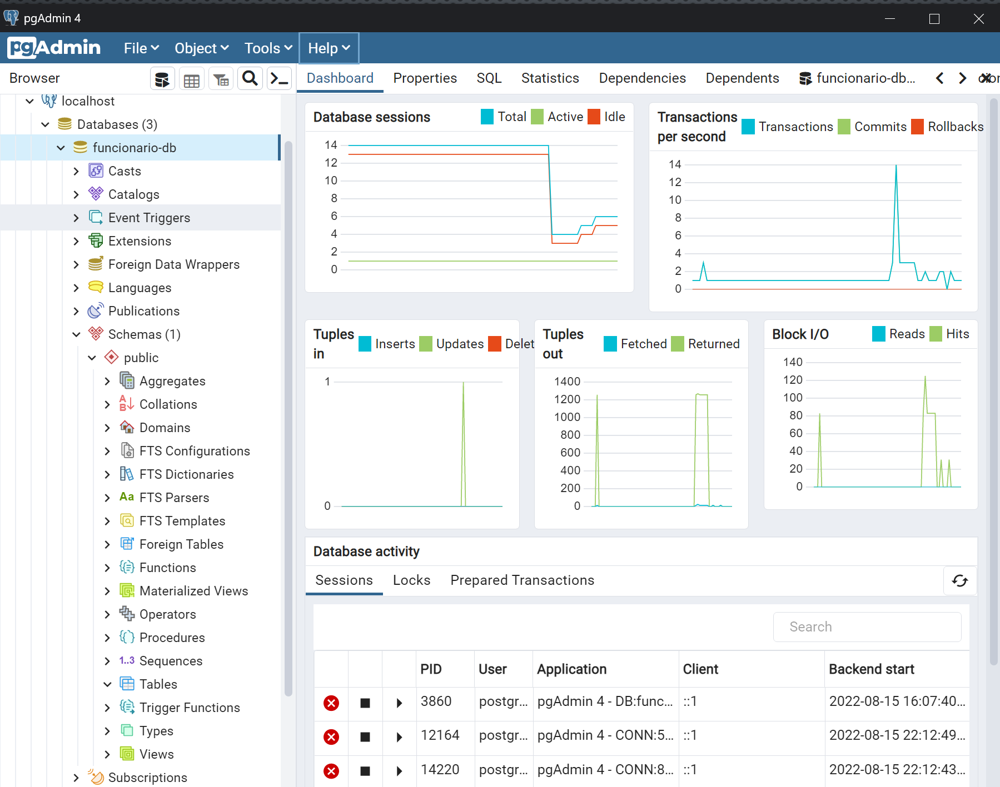 pgAdmin 4
pgAdmin File Object Tools Help
Browser
Dashboard Properties SQL Statistics Dependencies Dependents funcionario-db...
localhost
Databases (3)
funcionario-db
Casts
Catalogs
Event Triggers
Extensions
Foreign Data Wrappers
Languages
Publications
Schemas (1)
public
Aggregates
Collations
Domains
FTS Configurations
FTS Dictionaries
Aa FTS Parsers
FTS Templates
Foreign Tables
Functions
Materialized Views
Operators
Procedures
1..3 Sequences
Tables
Trigger Functions
Types
Views
Subscriptions
Database sessions Total Active Idle
14
12
10
8
6
4
2
0
Transactions
per second
Transactions Commits Rollbacks
14
12
10
8
6
4
2
0
Tuples
in
Inserts Updates Delet
1
0
Tuples
out
Fetched Returned
1400
1200
1000
800
600
400
200
0
Block I/O Reads Hits
140
120
100
80
60
40
20
0
Database activity
Sessions Locks Prepared Transactions
Search
PID User Application Client Backend start
3860 postgr... pgAdmin 4 - DB:func... ::1 2022-08-15 16:07:40...
12164 postgr... pgAdmin 4 - CONN:5... ::1 2022-08-15 22:12:49...
14220 postgr... pgAdmin 4 - CONN:8... ::1 2022-08-15 22:12:43...